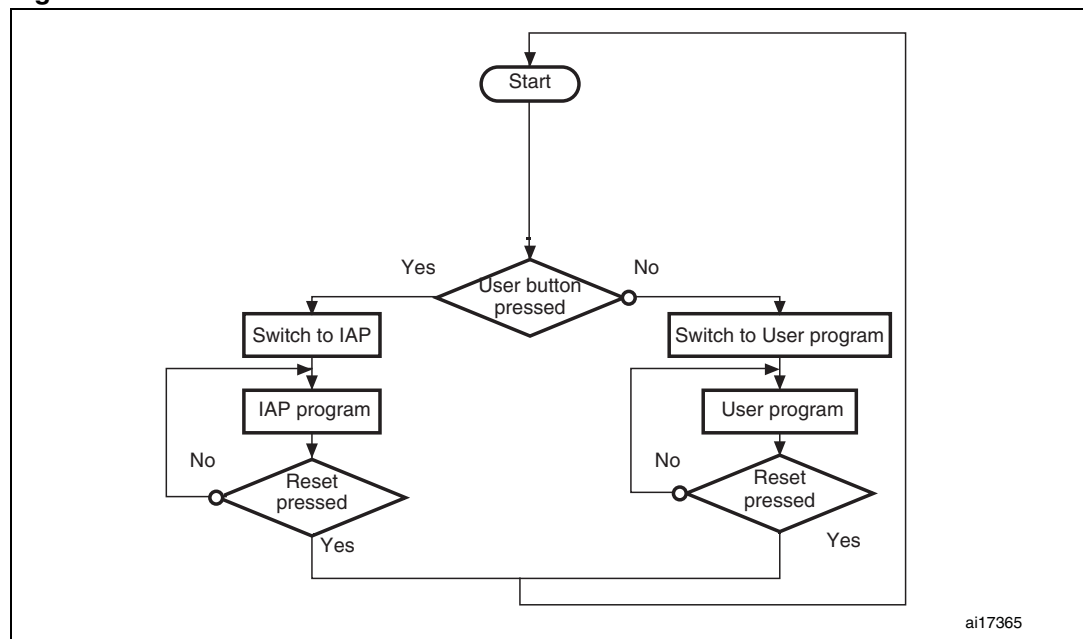 Start
Yes
No
User button
pressed
Switch to IAP
Switch to User program
IAP program
User program
No
Reset
pressed
Yes
No
Reset
pressed
Yes
ai17365